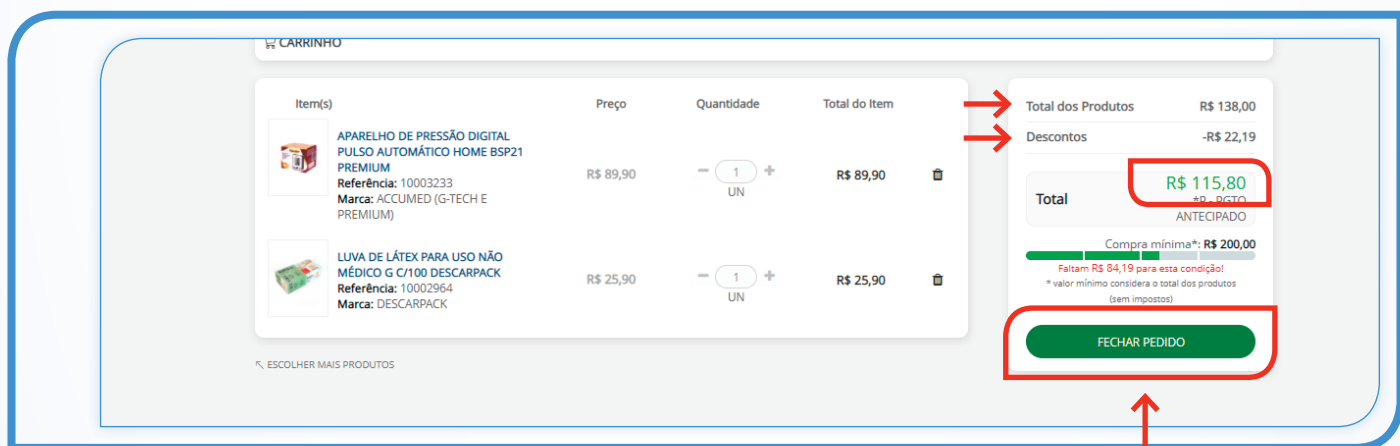 CARRINHO
Item(s) Preço Quantidade Total do Item
APARELHO DE PRESSÃO DIGITAL
PULSO AUTOMÁTICO HOME BSP21
PREMIUM
Referência: 10003233
Marca: ACCUMED (G-TECH E
PREMIUM)
R$ 89,90
1
UN
R$ 89,90
LUVA DE LÁTEX PARA USO NÃO
MÉDICO G C/100 DESCARPACK
Referência: 10002964
Marca: DESCARPACK
R$ 25,90
1
UN
R$ 25,90
ESCOLHER MAIS PRODUTOS
Total dos Produtos R$ 138,00
Descontos -R$ 22,19
Total
R$ 115,80
*R - PGTO
ANTECIPADO
Compra mínima*: R$ 200,00
Faltam R$ 84,19 para esta condição!
* valor mínimo considera o total dos produtos
(sem impostos)
FECHAR PEDIDO